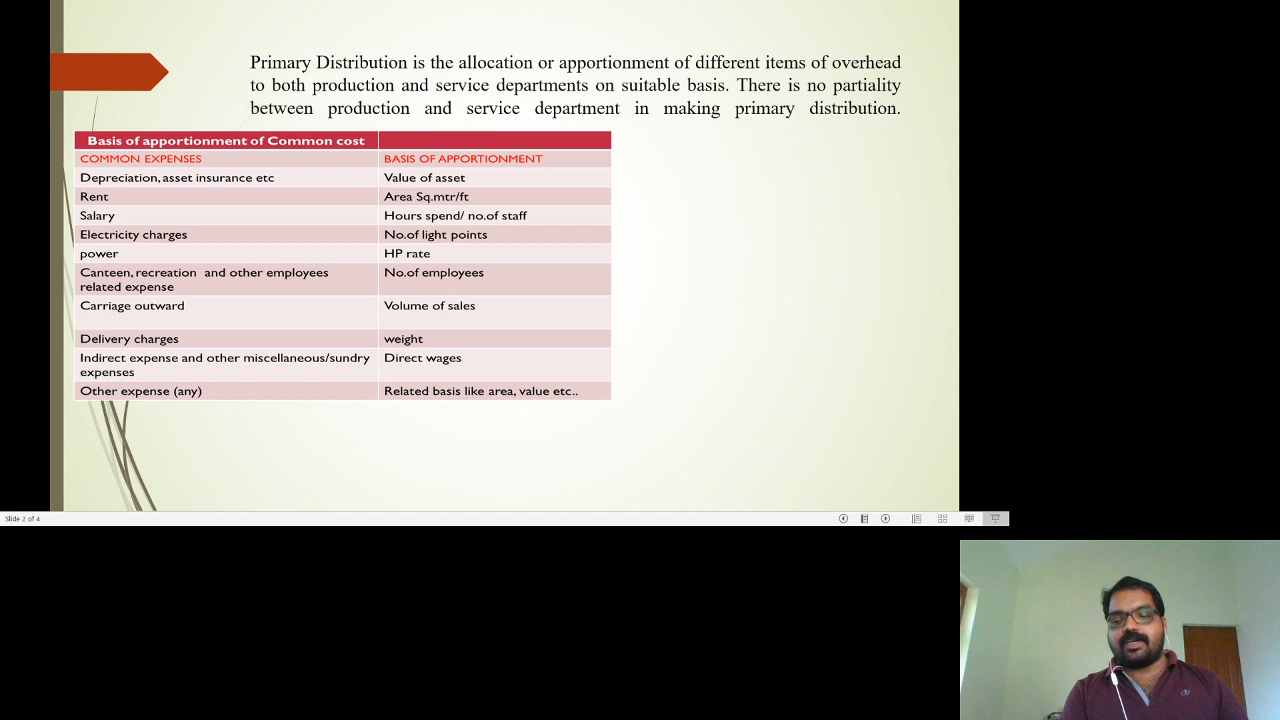 Primary Distribution is the allocation or apportionment of different items of overhead
to both production and service departments on suitable basis. There is no partiality
between production and service department in making primary distribution.
Basis of apportionment of Common cost
COMMON EXPENSES BASIS OF APPORTIONMENT
Depreciation, asset insurance etc Value of asset
Rent Area Sq.mtr/ft
Salary Hours spend/ no.of staff
Electricity charges No.of light points
power HP rate
Canteen, recreation and other employees No.of employees
related expense
Carriage outward Volume of sales
Delivery charges weight
Indirect expense and other miscellaneous/sundry Direct wages
expenses
Other expense (any) Related basis like area, value etc..
Slide 2 of 4